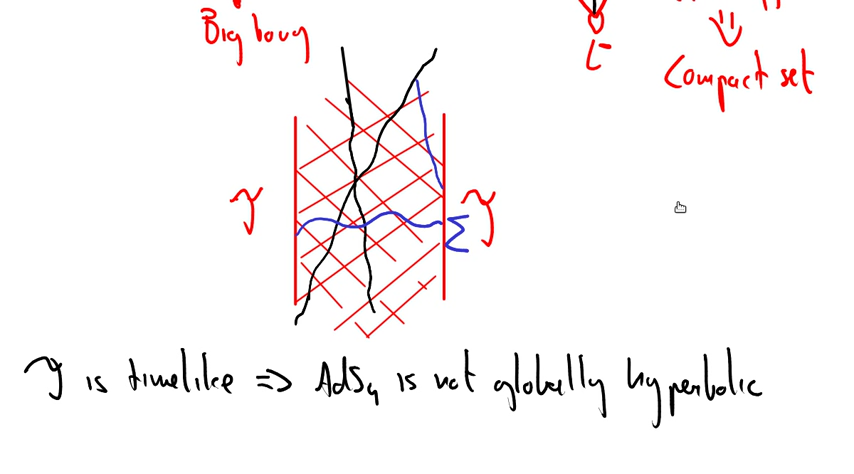 Big bang
i⁻
Compact set
𝓘
𝓘
Σ
𝓘 is timelike ⇒ AdS₄ is not globally hyperbolic